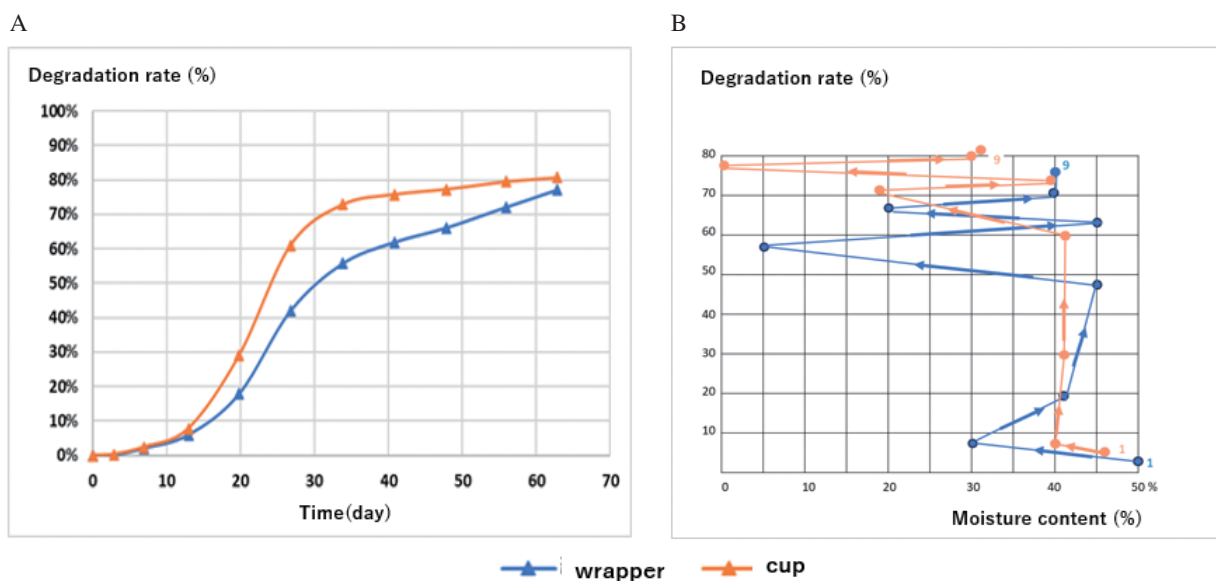 A
Degradation rate (%)
100%
90%
80%
70%
60%
50%
40%
30%
20%
10%
0%
0 10 20 30 40 50 60 70
Time(day)
B
Degradation rate (%)
80
70
60
50
40
30
20
10
9
9
1
1
0 10 20 30 40 50 %
Moisture content (%)
wrapper cup